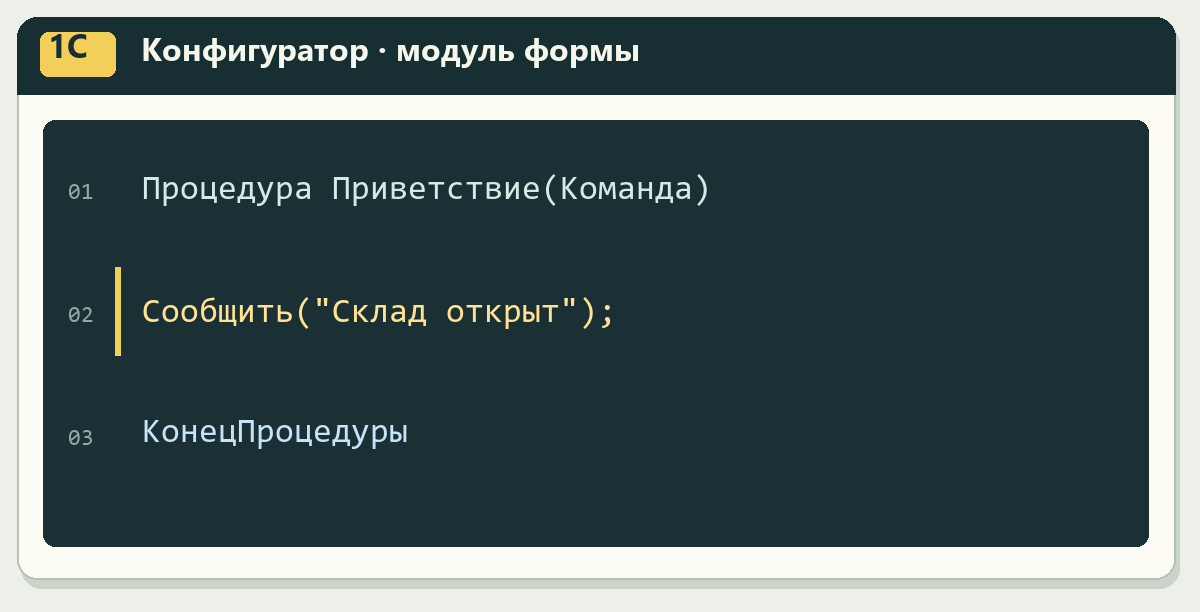 1С
Конфигуратор · модуль формы
01 Процедура Приветствие(Команда)
02 Сообщить("Склад открыт");
03 КонецПроцедуры